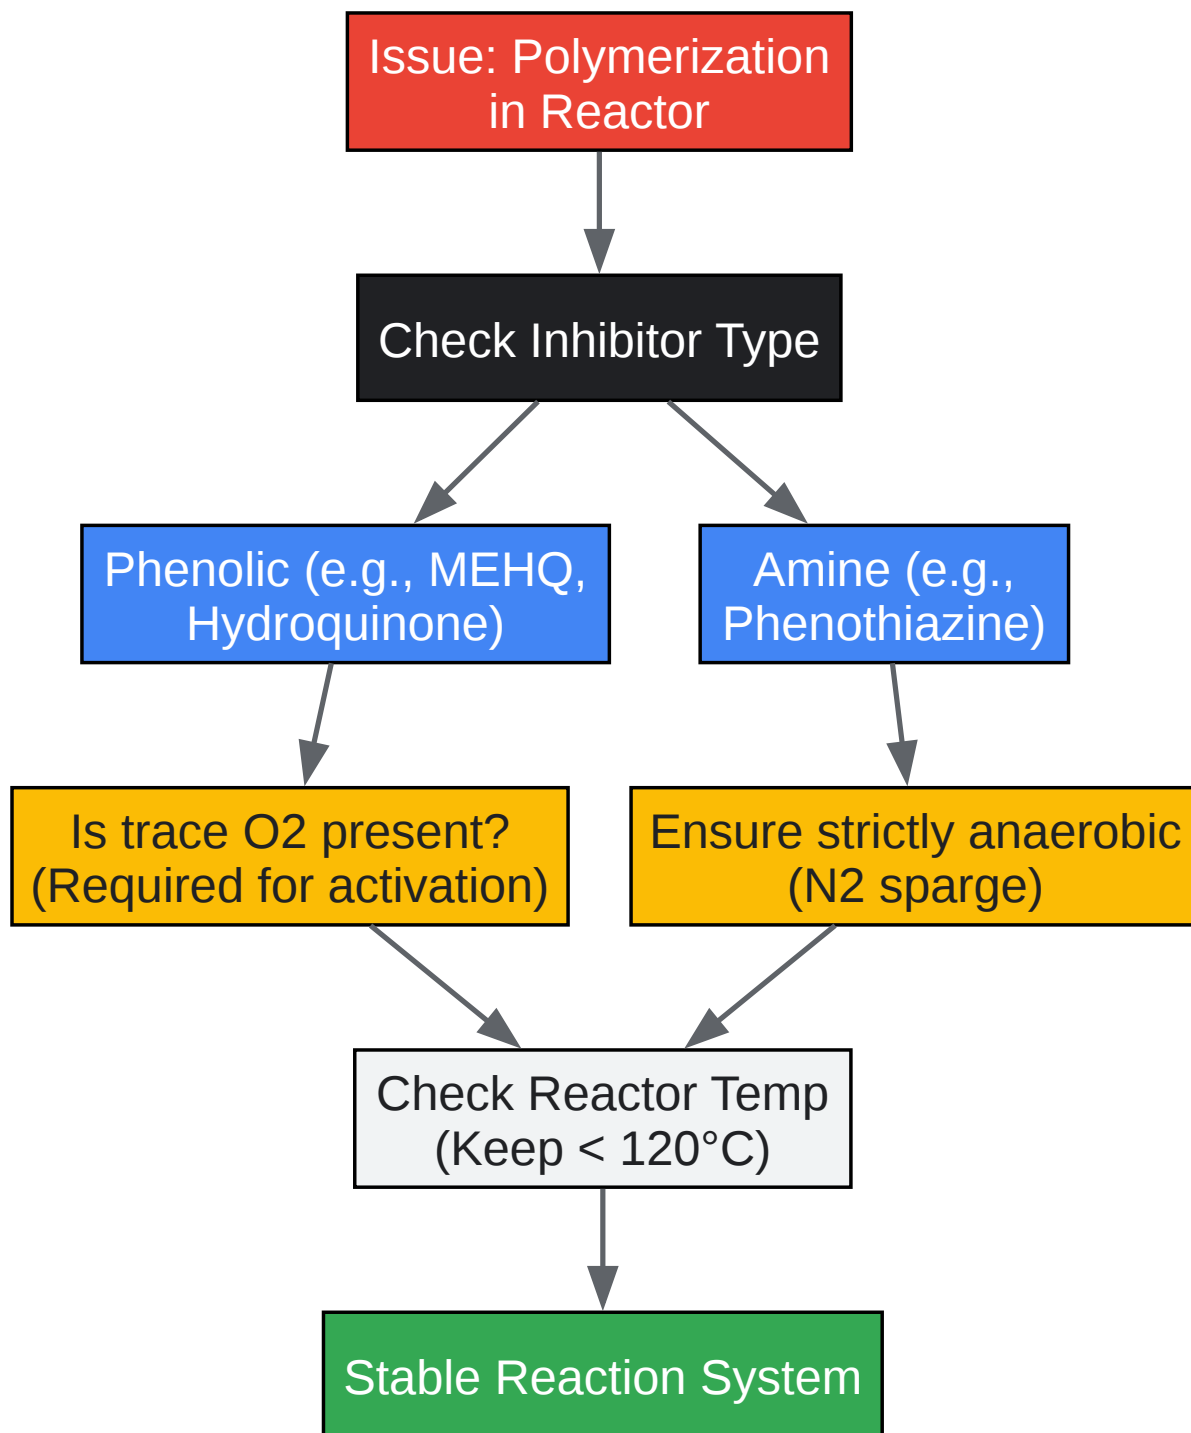 Issue: Polymerization
in Reactor
Check Inhibitor Type
Phenolic (e.g., MEHQ,
Hydroquinone)
Amine (e.g.,
Phenothiazine)
Is trace O2 present?
(Required for activation)
Ensure strictly anaerobic
(N2 sparge)
Check Reactor Temp
(Keep < 120°C)
Stable Reaction System